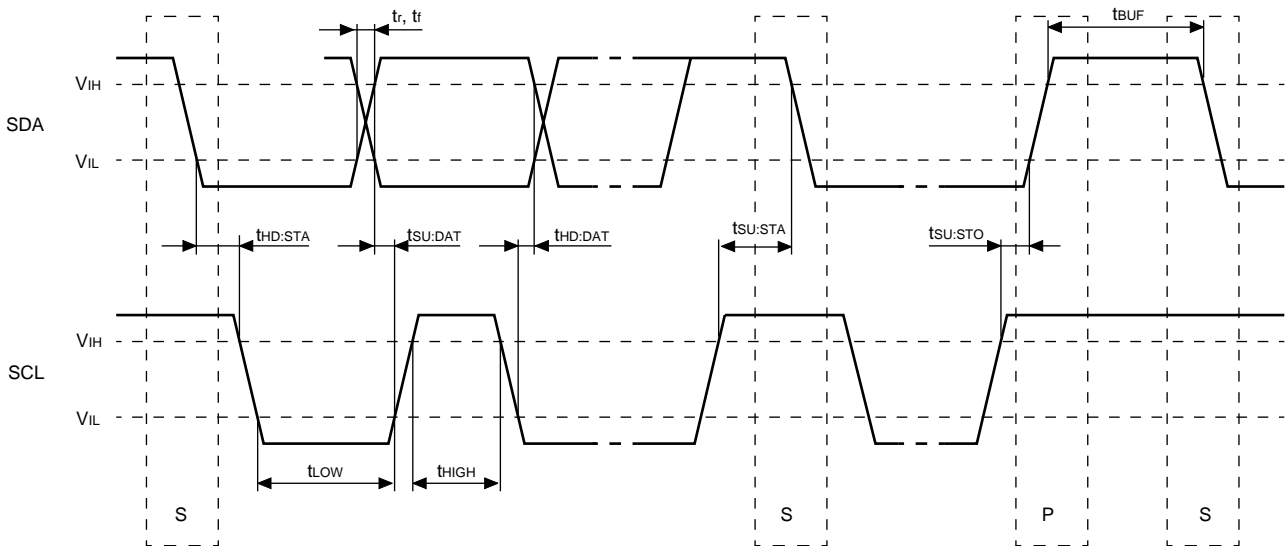 tr, tf
tBUF
VIH
SDA
VIL
tHD:STA
tSU:DAT
tHD:DAT
tSU:STA
tSU:STO
VIH
SCL
VIL
tLOW
tHIGH
S
S
P
S